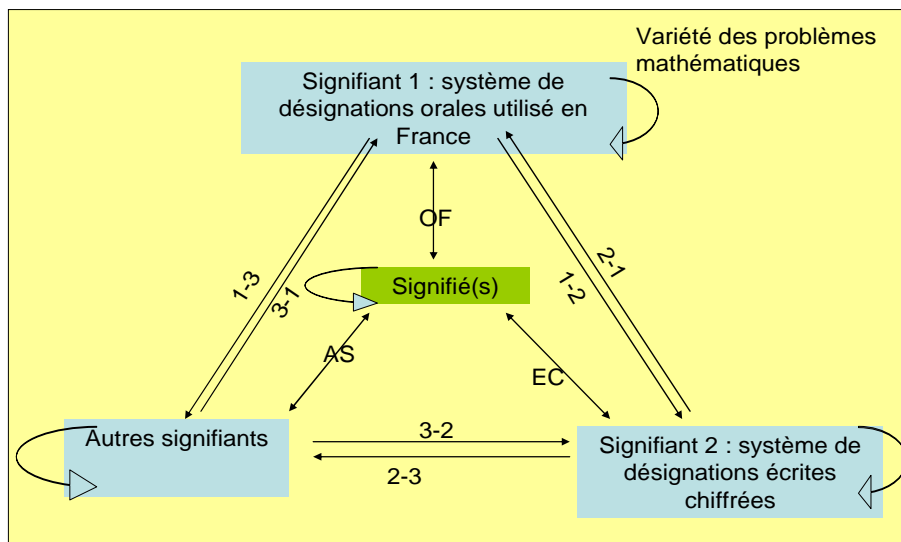 Variété des problèmes
mathématiques
Signifiant 1 : système de
désignations orales utilisé en
France
OF
1-3
3-1
2-1
1-2
Signifié(s)
AS
EC
Autres signifiants
3-2
2-3
Signifiant 2 : système de
désignations écrites
chiffrées